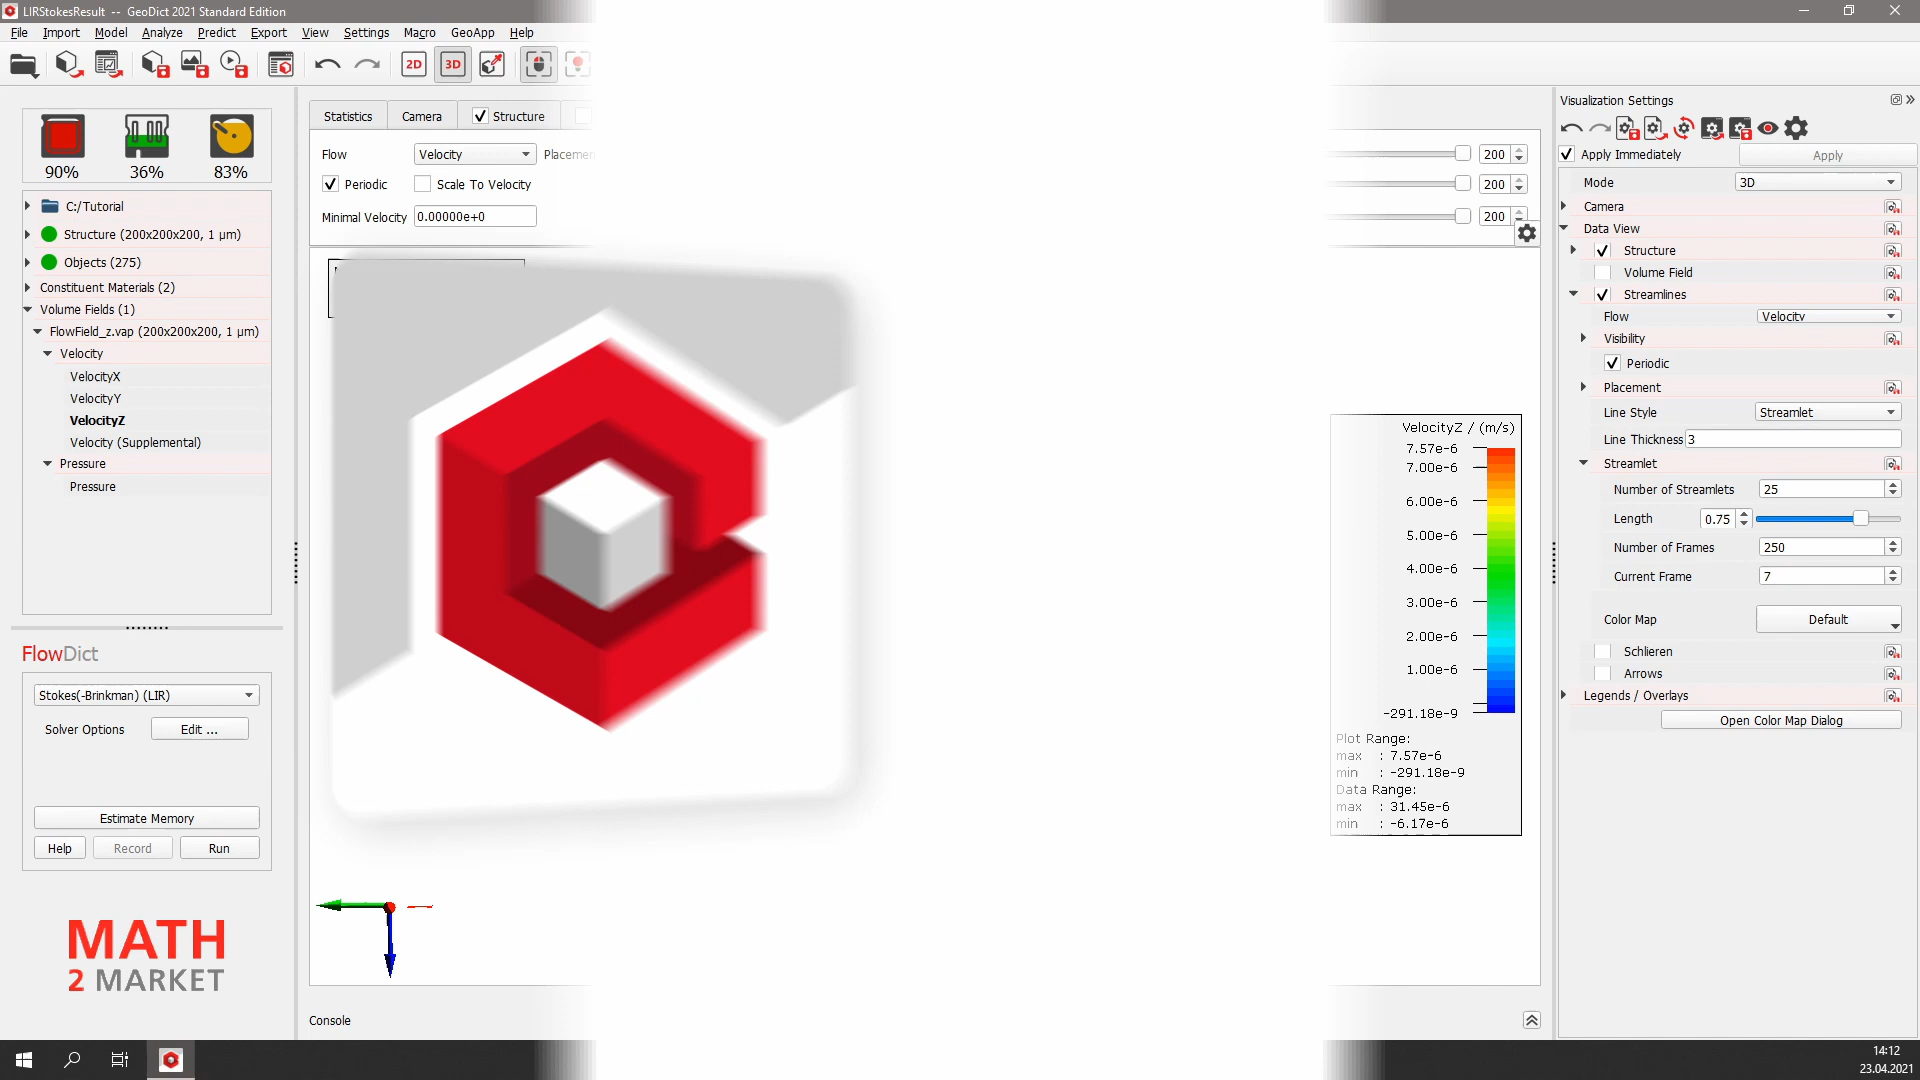 LIRStokesResult -- GeoDict 2021 Standard Edition
File Import Model Analyze Predict Export View Settings Macro GeoApp Help
2D 3D
90% 36% 83%
C:/Tutorial
Structure (200x200x200, 1 µm)
Objects (275)
Constituent Materials (2)
Volume Fields (1)
FlowField_z.vap (200x200x200, 1 µm)
Velocity
VelocityX
VelocityY
VelocityZ
Velocity (Supplemental)
Pressure
Pressure
FlowDict
Stokes(-Brinkman) (LIR)
Solver Options Edit ...
Estimate Memory
Help Record Run
MATH
2 MARKET
Statistics Camera Structure
Flow Velocity Placement
Periodic Scale To Velocity
Minimal Velocity 0.00000e+0
200
200
200
VelocityZ / (m/s)
7.57e-6
7.00e-6
6.00e-6
5.00e-6
4.00e-6
3.00e-6
2.00e-6
1.00e-6
-291.18e-9
Plot Range:
max : 7.57e-6
min : -291.18e-9
Data Range:
max : 31.45e-6
min : -6.17e-6
Console
Visualization Settings
Apply Immediately Apply
Mode 3D
Camera
Data View
Structure
Volume Field
Streamlines
Flow Velocity
Visibility
Periodic
Placement
Line Style Streamlet
Line Thickness 3
Streamlet
Number of Streamlets 25
Length 0.75
Number of Frames 250
Current Frame 7
Color Map Default
Schlieren
Arrows
Legends / Overlays
Open Color Map Dialog
14:12
23.04.2021